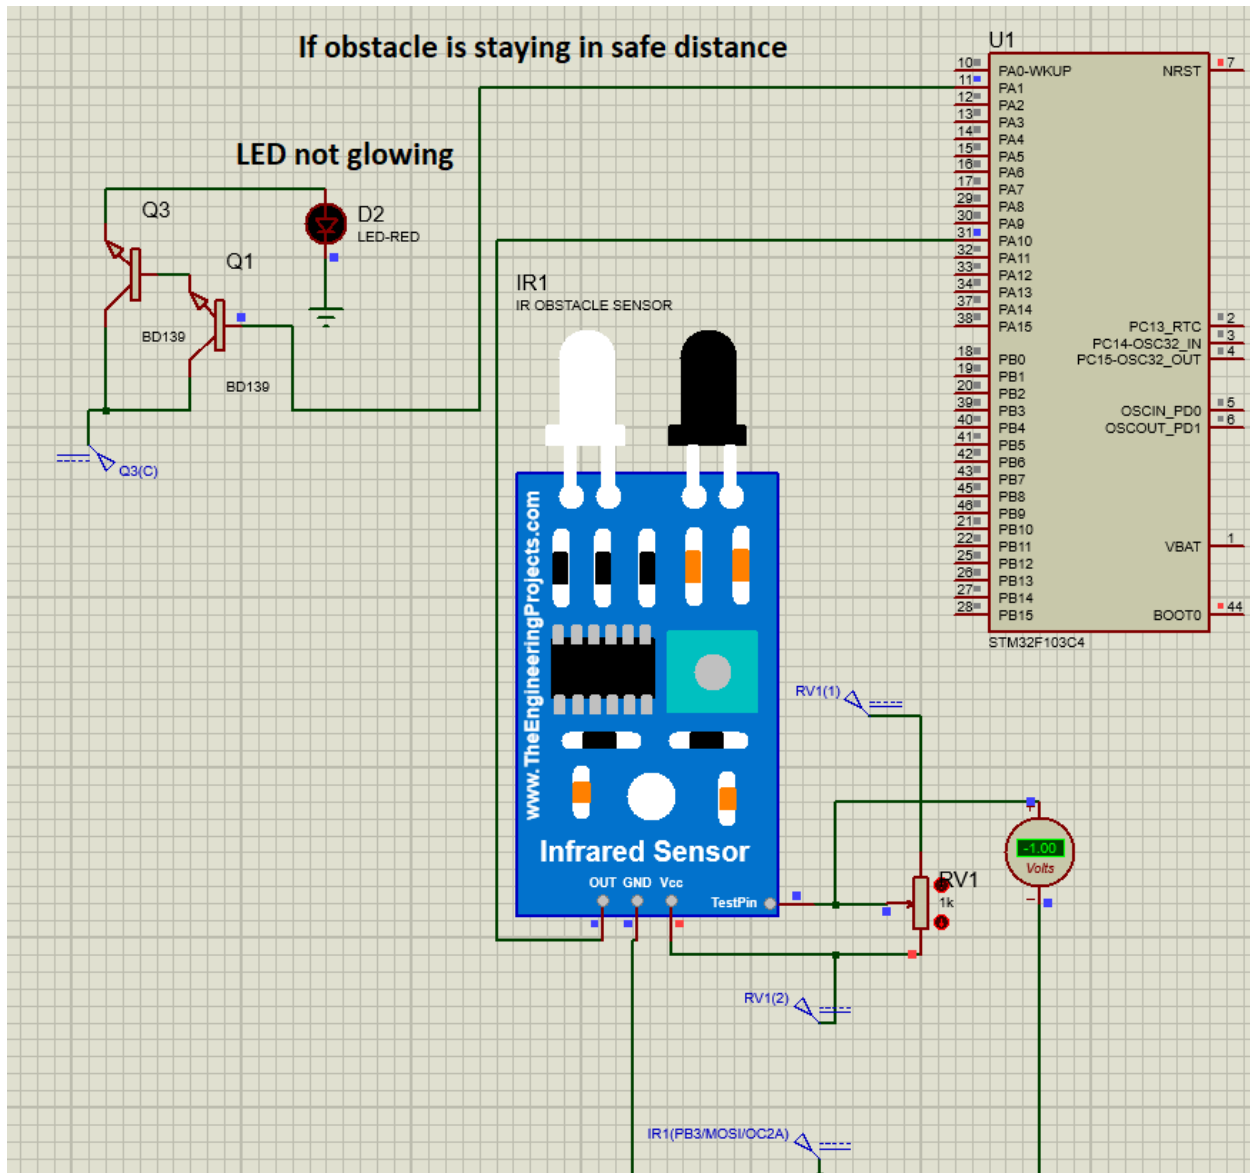 If obstacle is staying in safe distance
U1
10 PA0-WKUP NRST 7
11 PA1
12 PA2
13 PA3
14 PA4
15 PA5
16 PA6
17 PA7
29 PA8
30 PA9
31 PA10
32 PA11
33 PA12
34 PA13
37 PA14
38 PA15 PC13_RTC 2
PC14-OSC32_IN 3
18 PB0 PC15-OSC32_OUT 4
19 PB1
20 PB2
39 PB3 OSCIN_PD0 5
40 PB4 OSCOUT_PD1 6
41 PB5
42 PB6
43 PB7
45 PB8
46 PB9
21 PB10
22 PB11 VBAT 1
25 PB12
26 PB13
27 PB14
28 PB15 BOOT0 44
STM32F103C4
LED not glowing
Q3
D2
LED-RED
Q1
BD139
BD139
Q3(C)
IR1
IR OBSTACLE SENSOR
www.TheEngineeringProjects.com
Infrared Sensor
OUT GND Vcc
TestPin
RV1(1)
+
-1.00
Volts
−
RV1
1k
RV1(2)
IR1(PB3/MOSI/OC2A)